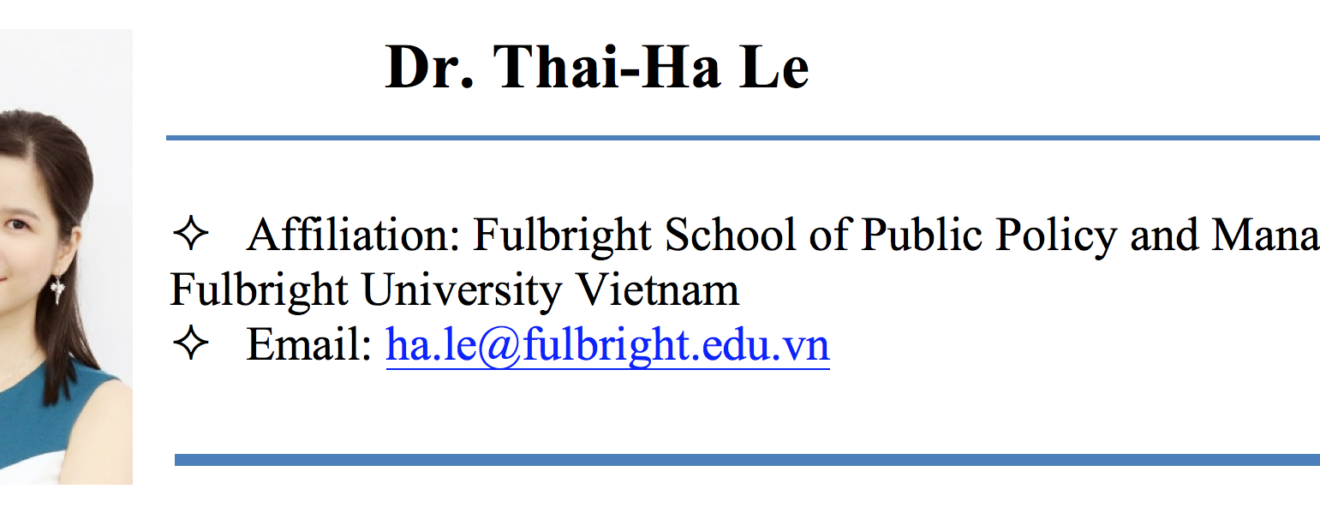 Dr. Thai-Ha Le
✧ Affiliation: Fulbright School of Public Policy and Mana
Fulbright University Vietnam
✧ Email: ha.le@fulbright.edu.vn